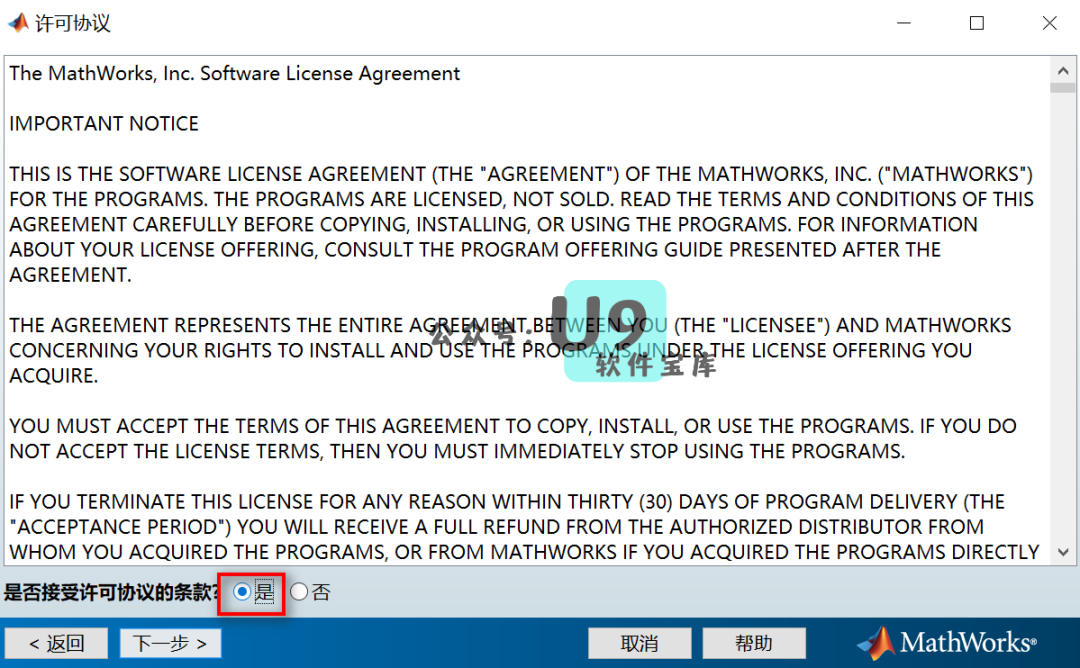 许可协议
The MathWorks, Inc. Software License Agreement
IMPORTANT NOTICE
THIS IS THE SOFTWARE LICENSE AGREEMENT (THE "AGREEMENT") OF THE MATHWORKS, INC. ("MATHWORKS")
FOR THE PROGRAMS. THE PROGRAMS ARE LICENSED, NOT SOLD. READ THE TERMS AND CONDITIONS OF THIS
AGREEMENT CAREFULLY BEFORE COPYING, INSTALLING, OR USING THE PROGRAMS. FOR INFORMATION
ABOUT YOUR LICENSE OFFERING, CONSULT THE PROGRAM OFFERING GUIDE PRESENTED AFTER THE
AGREEMENT.
THE AGREEMENT REPRESENTS THE ENTIRE AGREEMENT BETWEEN YOU (THE "LICENSEE") AND MATHWORKS
CONCERNING YOUR RIGHTS TO INSTALL AND USE THE PROGRAMS UNDER THE LICENSE OFFERING YOU
ACQUIRE.
公众号:U9
软件宝库
YOU MUST ACCEPT THE TERMS OF THIS AGREEMENT TO COPY, INSTALL, OR USE THE PROGRAMS. IF YOU DO
NOT ACCEPT THE LICENSE TERMS, THEN YOU MUST IMMEDIATELY STOP USING THE PROGRAMS.
IF YOU TERMINATE THIS LICENSE FOR ANY REASON WITHIN THIRTY (30) DAYS OF PROGRAM DELIVERY (THE
"ACCEPTANCE PERIOD") YOU WILL RECEIVE A FULL REFUND FROM THE AUTHORIZED DISTRIBUTOR FROM
WHOM YOU ACQUIRED THE PROGRAMS, OR FROM MATHWORKS IF YOU ACQUIRED THE PROGRAMS DIRECTLY
是否接受许可协议的条款? 是 否
< 返回 下一步 > 取消 帮助 MathWorks®